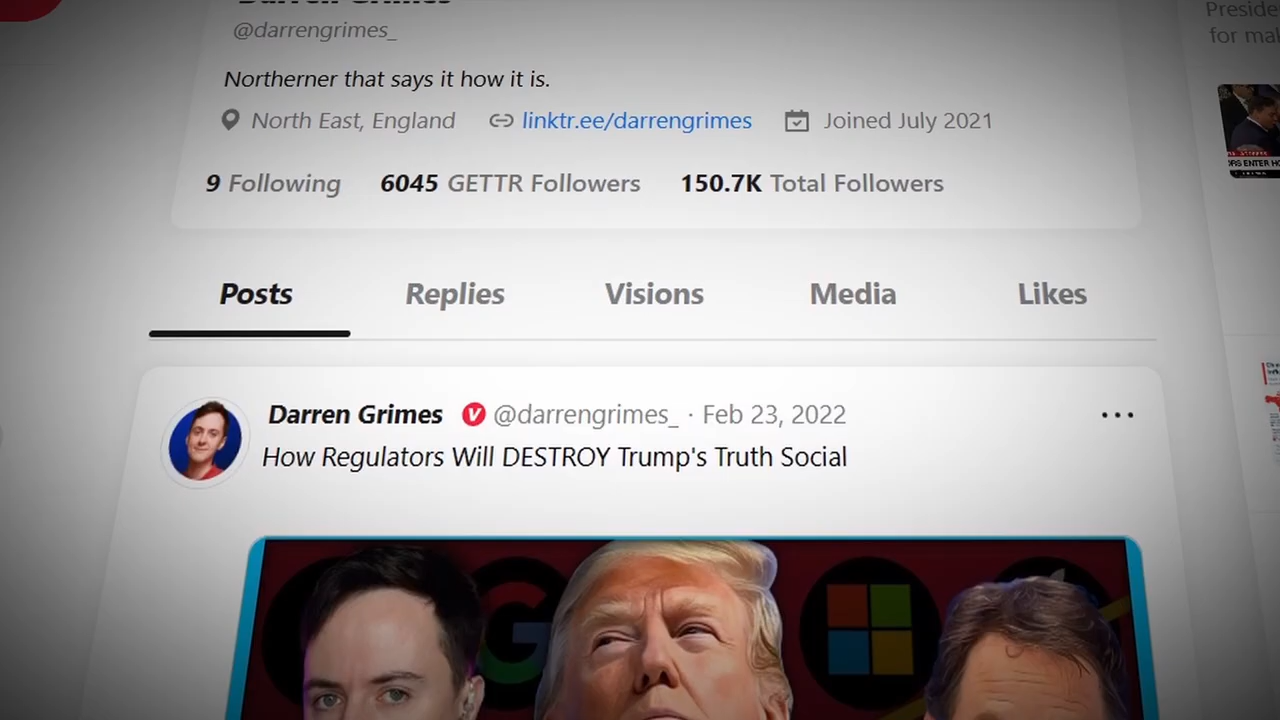 Darren Grimes
@darrengrimes_
Northerner that says it how it is.
North East, England linktr.ee/darrengrimes Joined July 2021
9 Following 6045 GETTR Followers 150.7K Total Followers
Posts Replies Visions Media Likes
Darren Grimes V @darrengrimes_ · Feb 23, 2022
How Regulators Will DESTROY Trump's Truth Social
G